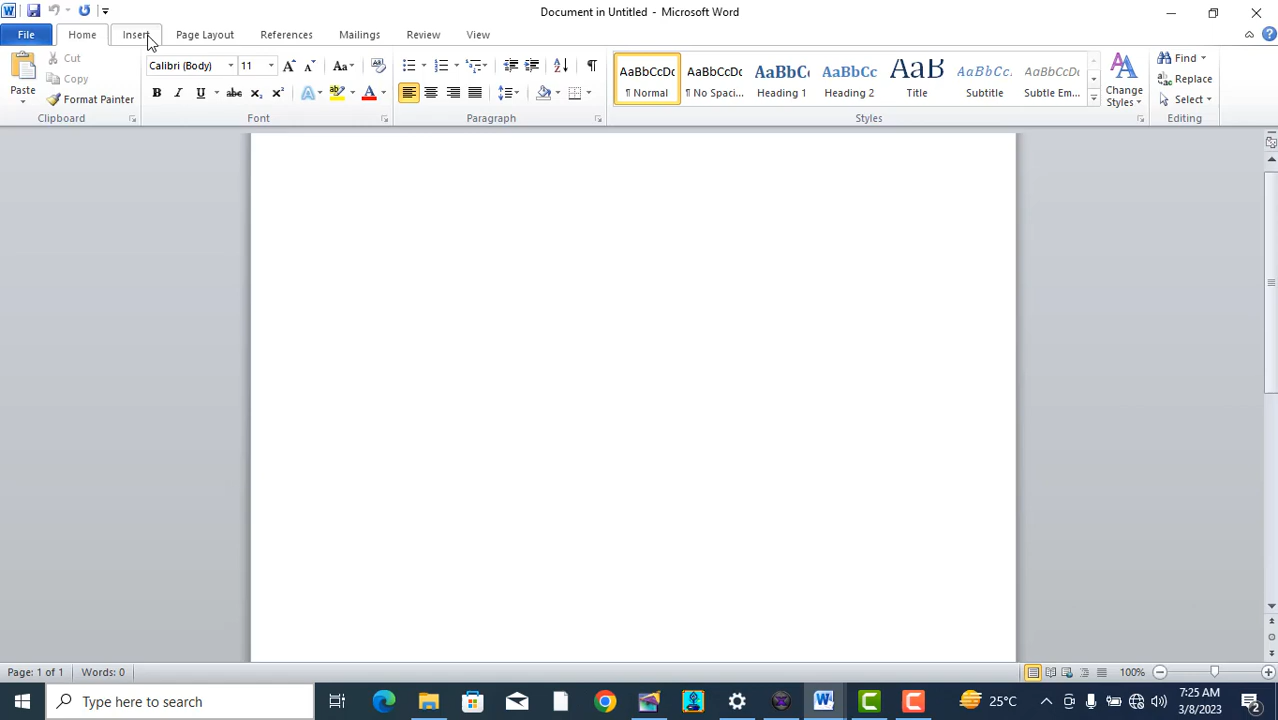 Document in Untitled - Microsoft Word
File Home Insert Page Layout References Mailings Review View
Paste
Cut
Copy
Format Painter
Clipboard
Calibri (Body) 11
Font
Paragraph
AaBbCcDc AaBbCcDc AaBbCc AaBbCc AaB AaBbCc. AaBbCcDc
¶ Normal ¶ No Spaci... Heading 1 Heading 2 Title Subtitle Subtle Em...
Change
Styles
Styles
Find
Replace
Select
Editing
Page: 1 of 1 Words: 0 100%
Type here to search 25°C 7:25 AM
3/8/2023